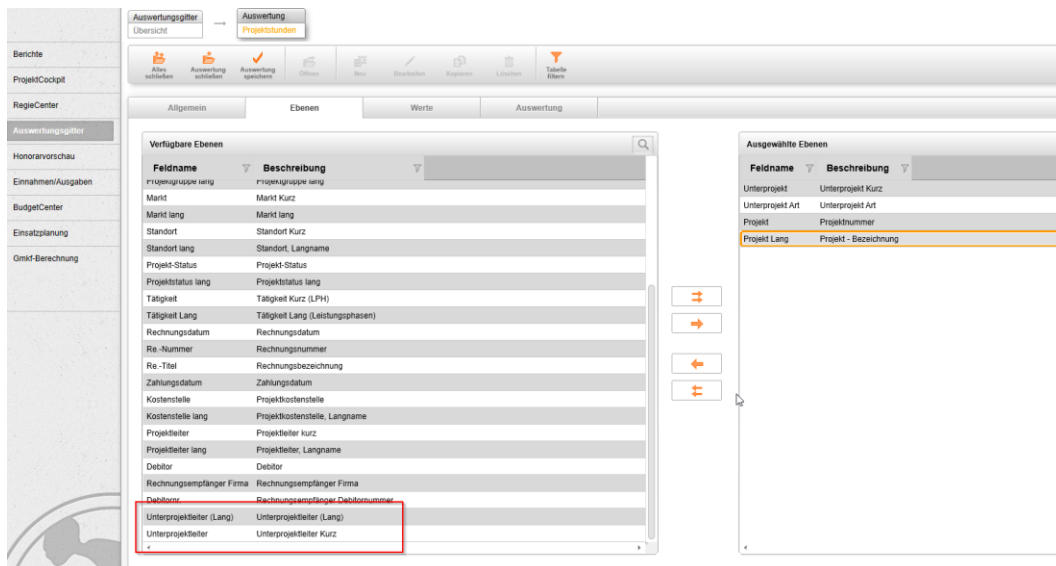 Auswertungsgitter
Übersicht
Auswertung
Projektstunden
Berichte
ProjektCockpit
RegieCenter
Auswertungsgitter
Honorarvorschau
Einnahmen/Ausgaben
BudgetCenter
Einsatzplanung
Gmkf-Berechnung
Alles schließen
Auswertung schließen
Auswertung speichern
Öffnen
Neu
Bearbeiten
Kopieren
Löschen
Tabelle filtern
Allgemein Ebenen Werte Auswertung
Verfügbare Ebenen
Feldname Beschreibung
Projektgruppe lang Projektgruppe lang
Markt Markt Kurz
Markt lang Markt lang
Standort Standort Kurz
Standort lang Standort, Langname
Projekt-Status Projekt-Status
Projektstatus lang Projektstatus lang
Tätigkeit Tätigkeit Kurz (LPH)
Tätigkeit Lang Tätigkeit Lang (Leistungsphasen)
Rechnungsdatum Rechnungsdatum
Re.-Nummer Rechnungsnummer
Re.-Titel Rechnungsbezeichnung
Zahlungsdatum Zahlungsdatum
Kostenstelle Projektkostenstelle
Kostenstelle lang Projektkostenstelle, Langname
Projektleiter Projektleiter kurz
Projektleiter lang Projektleiter, Langname
Debitor Debitor
Rechnungsempfänger Firma Rechnungsempfänger Firma
Debitornr. Rechnungsempfänger Debitornummer
Unterprojektleiter (Lang) Unterprojektleiter (Lang)
Unterprojektleiter Unterprojektleiter Kurz
Ausgewählte Ebenen
Feldname Beschreibung
Unterprojekt Unterprojekt Kurz
Unterprojekt Art Unterprojekt Art
Projekt Projektnummer
Projekt Lang Projekt - Bezeichnung